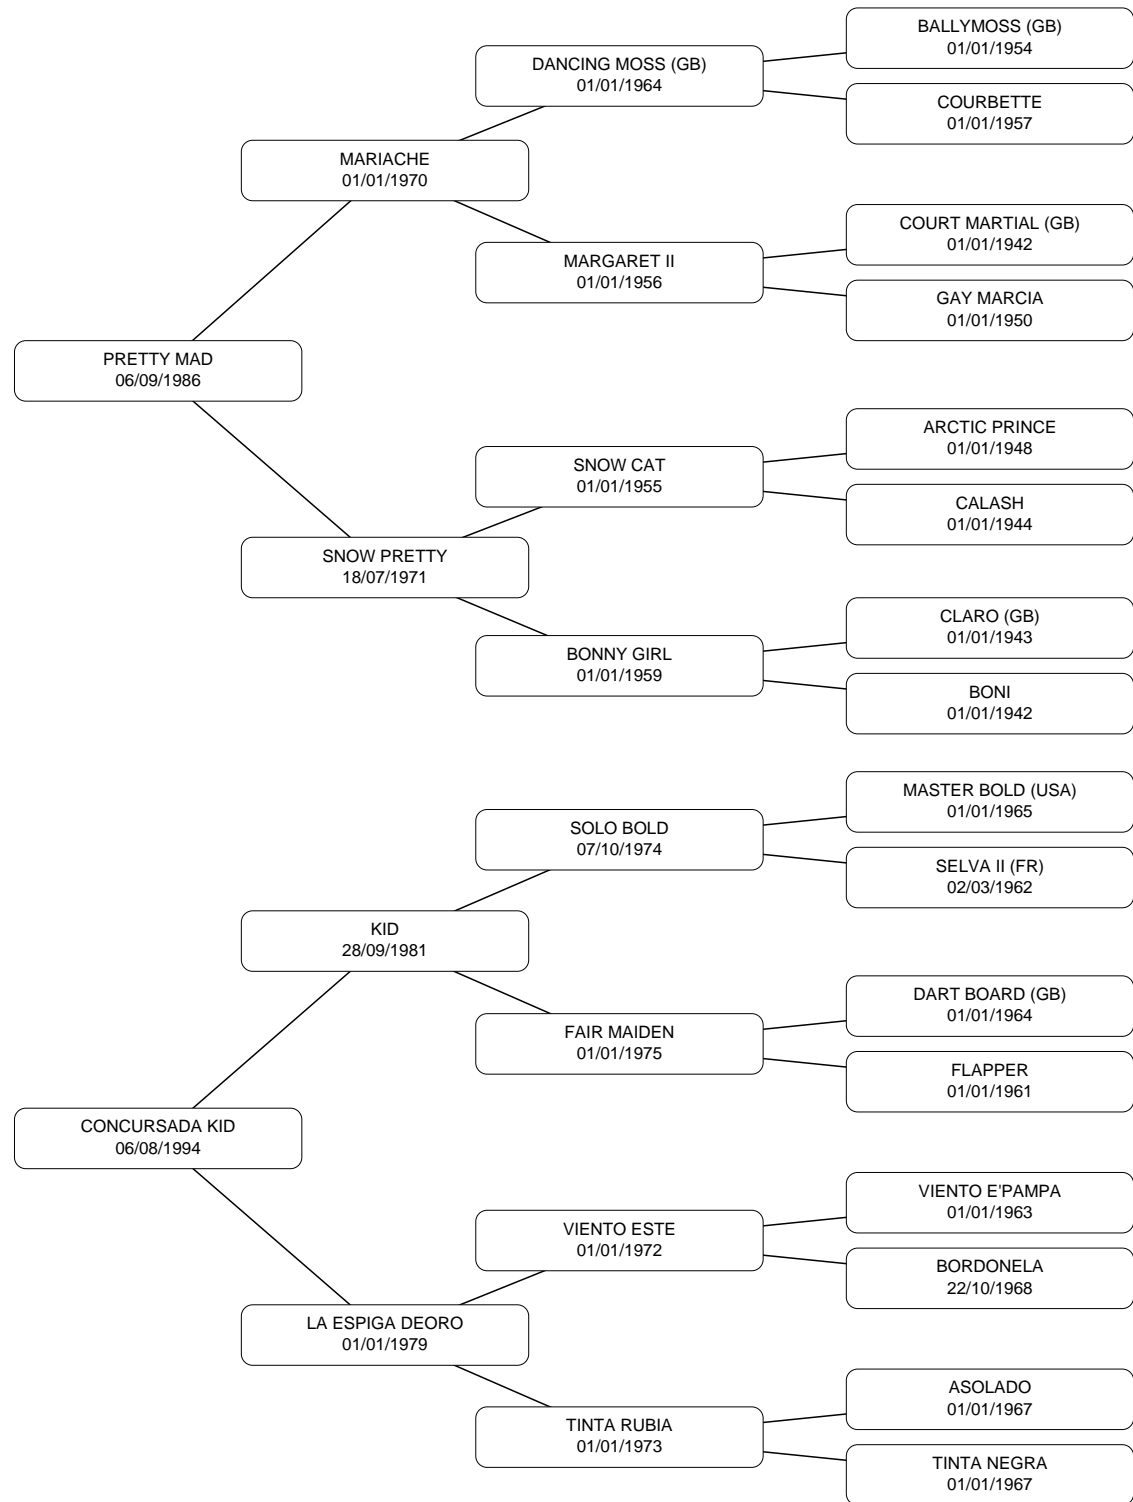 BALLYMOSS (GB)
01/01/1954
DANCING MOSS (GB)
01/01/1964
COURBETTE
01/01/1957
MARIACHE
01/01/1970
COURT MARTIAL (GB)
01/01/1942
MARGARET II
01/01/1956
GAY MARCIA
01/01/1950
PRETTY MAD
06/09/1986
ARCTIC PRINCE
01/01/1948
SNOW CAT
01/01/1955
CALASH
01/01/1944
SNOW PRETTY
18/07/1971
CLARO (GB)
01/01/1943
BONNY GIRL
01/01/1959
BONI
01/01/1942
MASTER BOLD (USA)
01/01/1965
SOLO BOLD
07/10/1974
SELVA II (FR)
02/03/1962
KID
28/09/1981
DART BOARD (GB)
01/01/1964
FAIR MAIDEN
01/01/1975
FLAPPER
01/01/1961
CONCURSADA KID
06/08/1994
VIENTO E'PAMPA
01/01/1963
VIENTO ESTE
01/01/1972
BORDONELA
22/10/1968
LA ESPIGA DEORO
01/01/1979
ASOLADO
01/01/1967
TINTA RUBIA
01/01/1973
TINTA NEGRA
01/01/1967